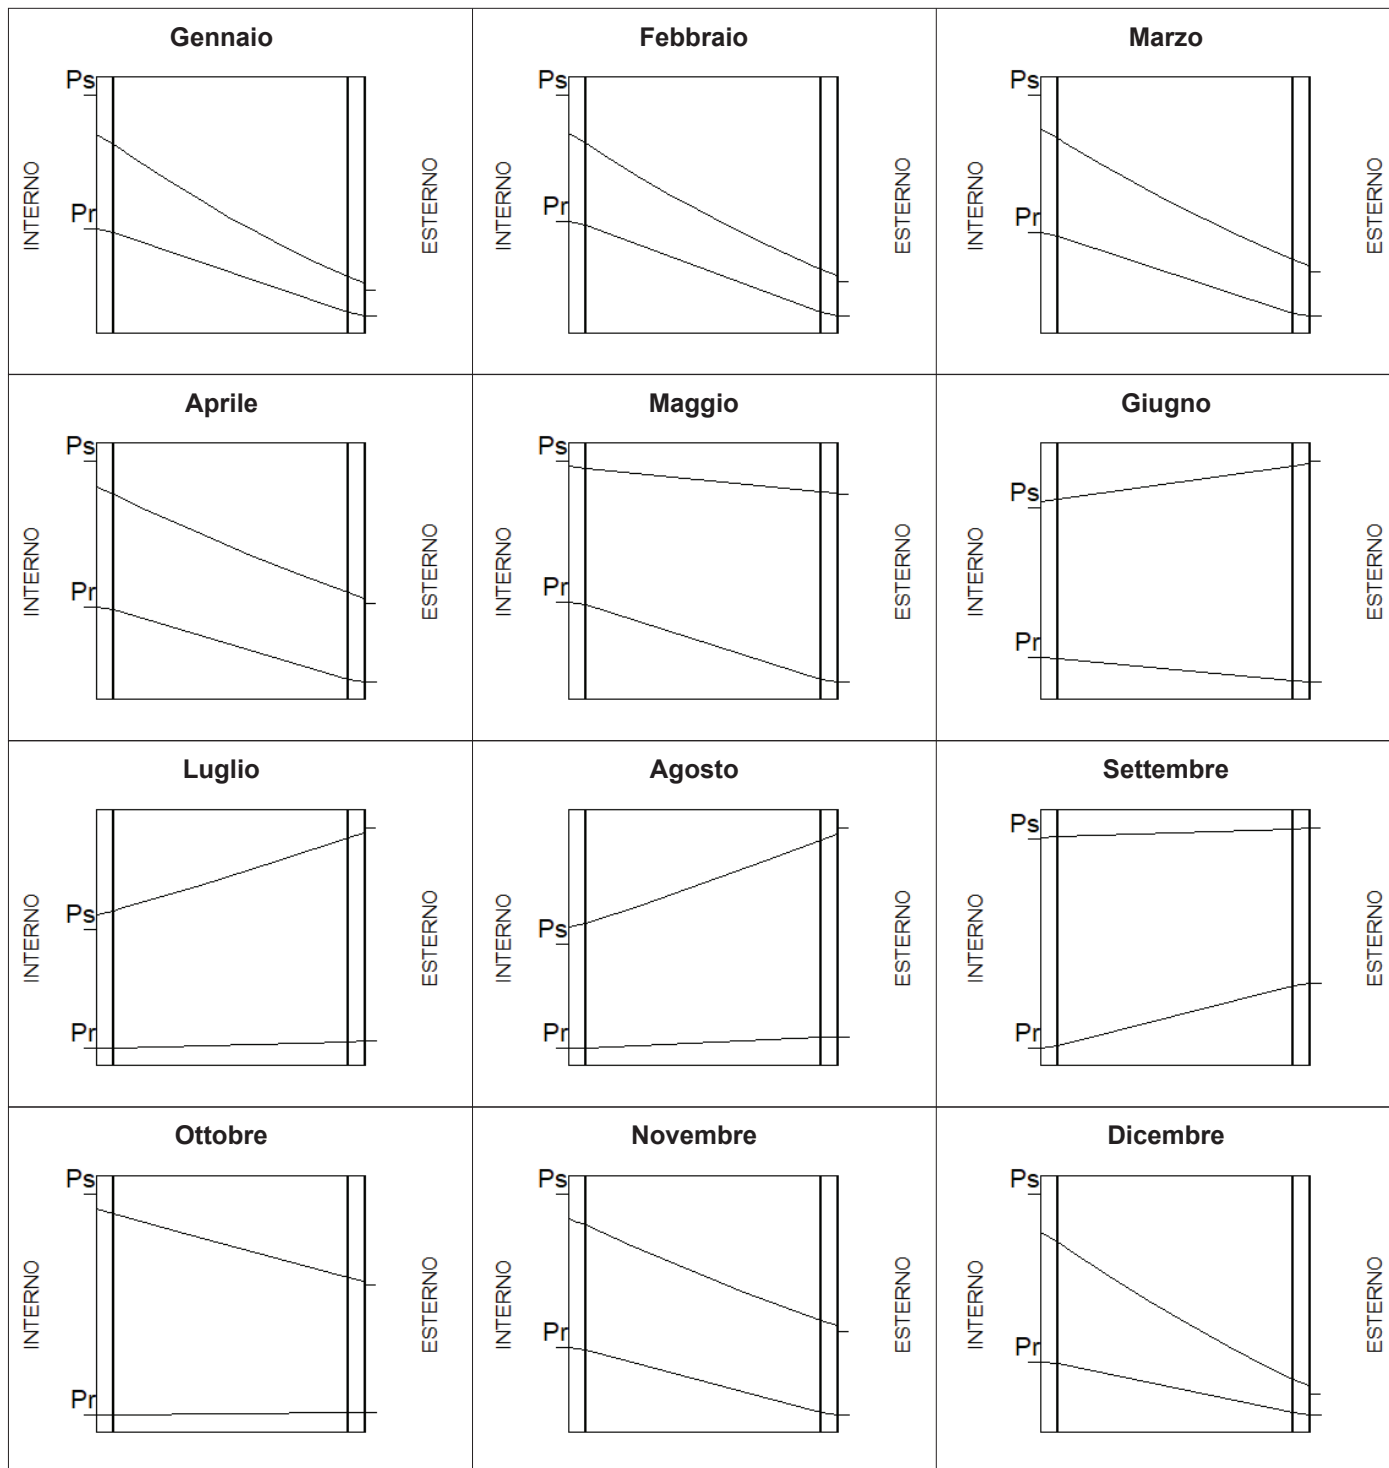 Gennaio
Febbraio
Marzo
Ps
Pr
INTERNO
ESTERNO
Ps
Pr
INTERNO
ESTERNO
Ps
Pr
INTERNO
ESTERNO
Aprile
Maggio
Giugno
Ps
Pr
INTERNO
ESTERNO
Ps
Pr
INTERNO
ESTERNO
Ps
Pr
INTERNO
ESTERNO
Luglio
Agosto
Settembre
Ps
Pr
INTERNO
ESTERNO
Ps
Pr
INTERNO
ESTERNO
Ps
Pr
INTERNO
ESTERNO
Ottobre
Novembre
Dicembre
Ps
Pr
INTERNO
ESTERNO
Ps
Pr
INTERNO
ESTERNO
Ps
Pr
INTERNO
ESTERNO